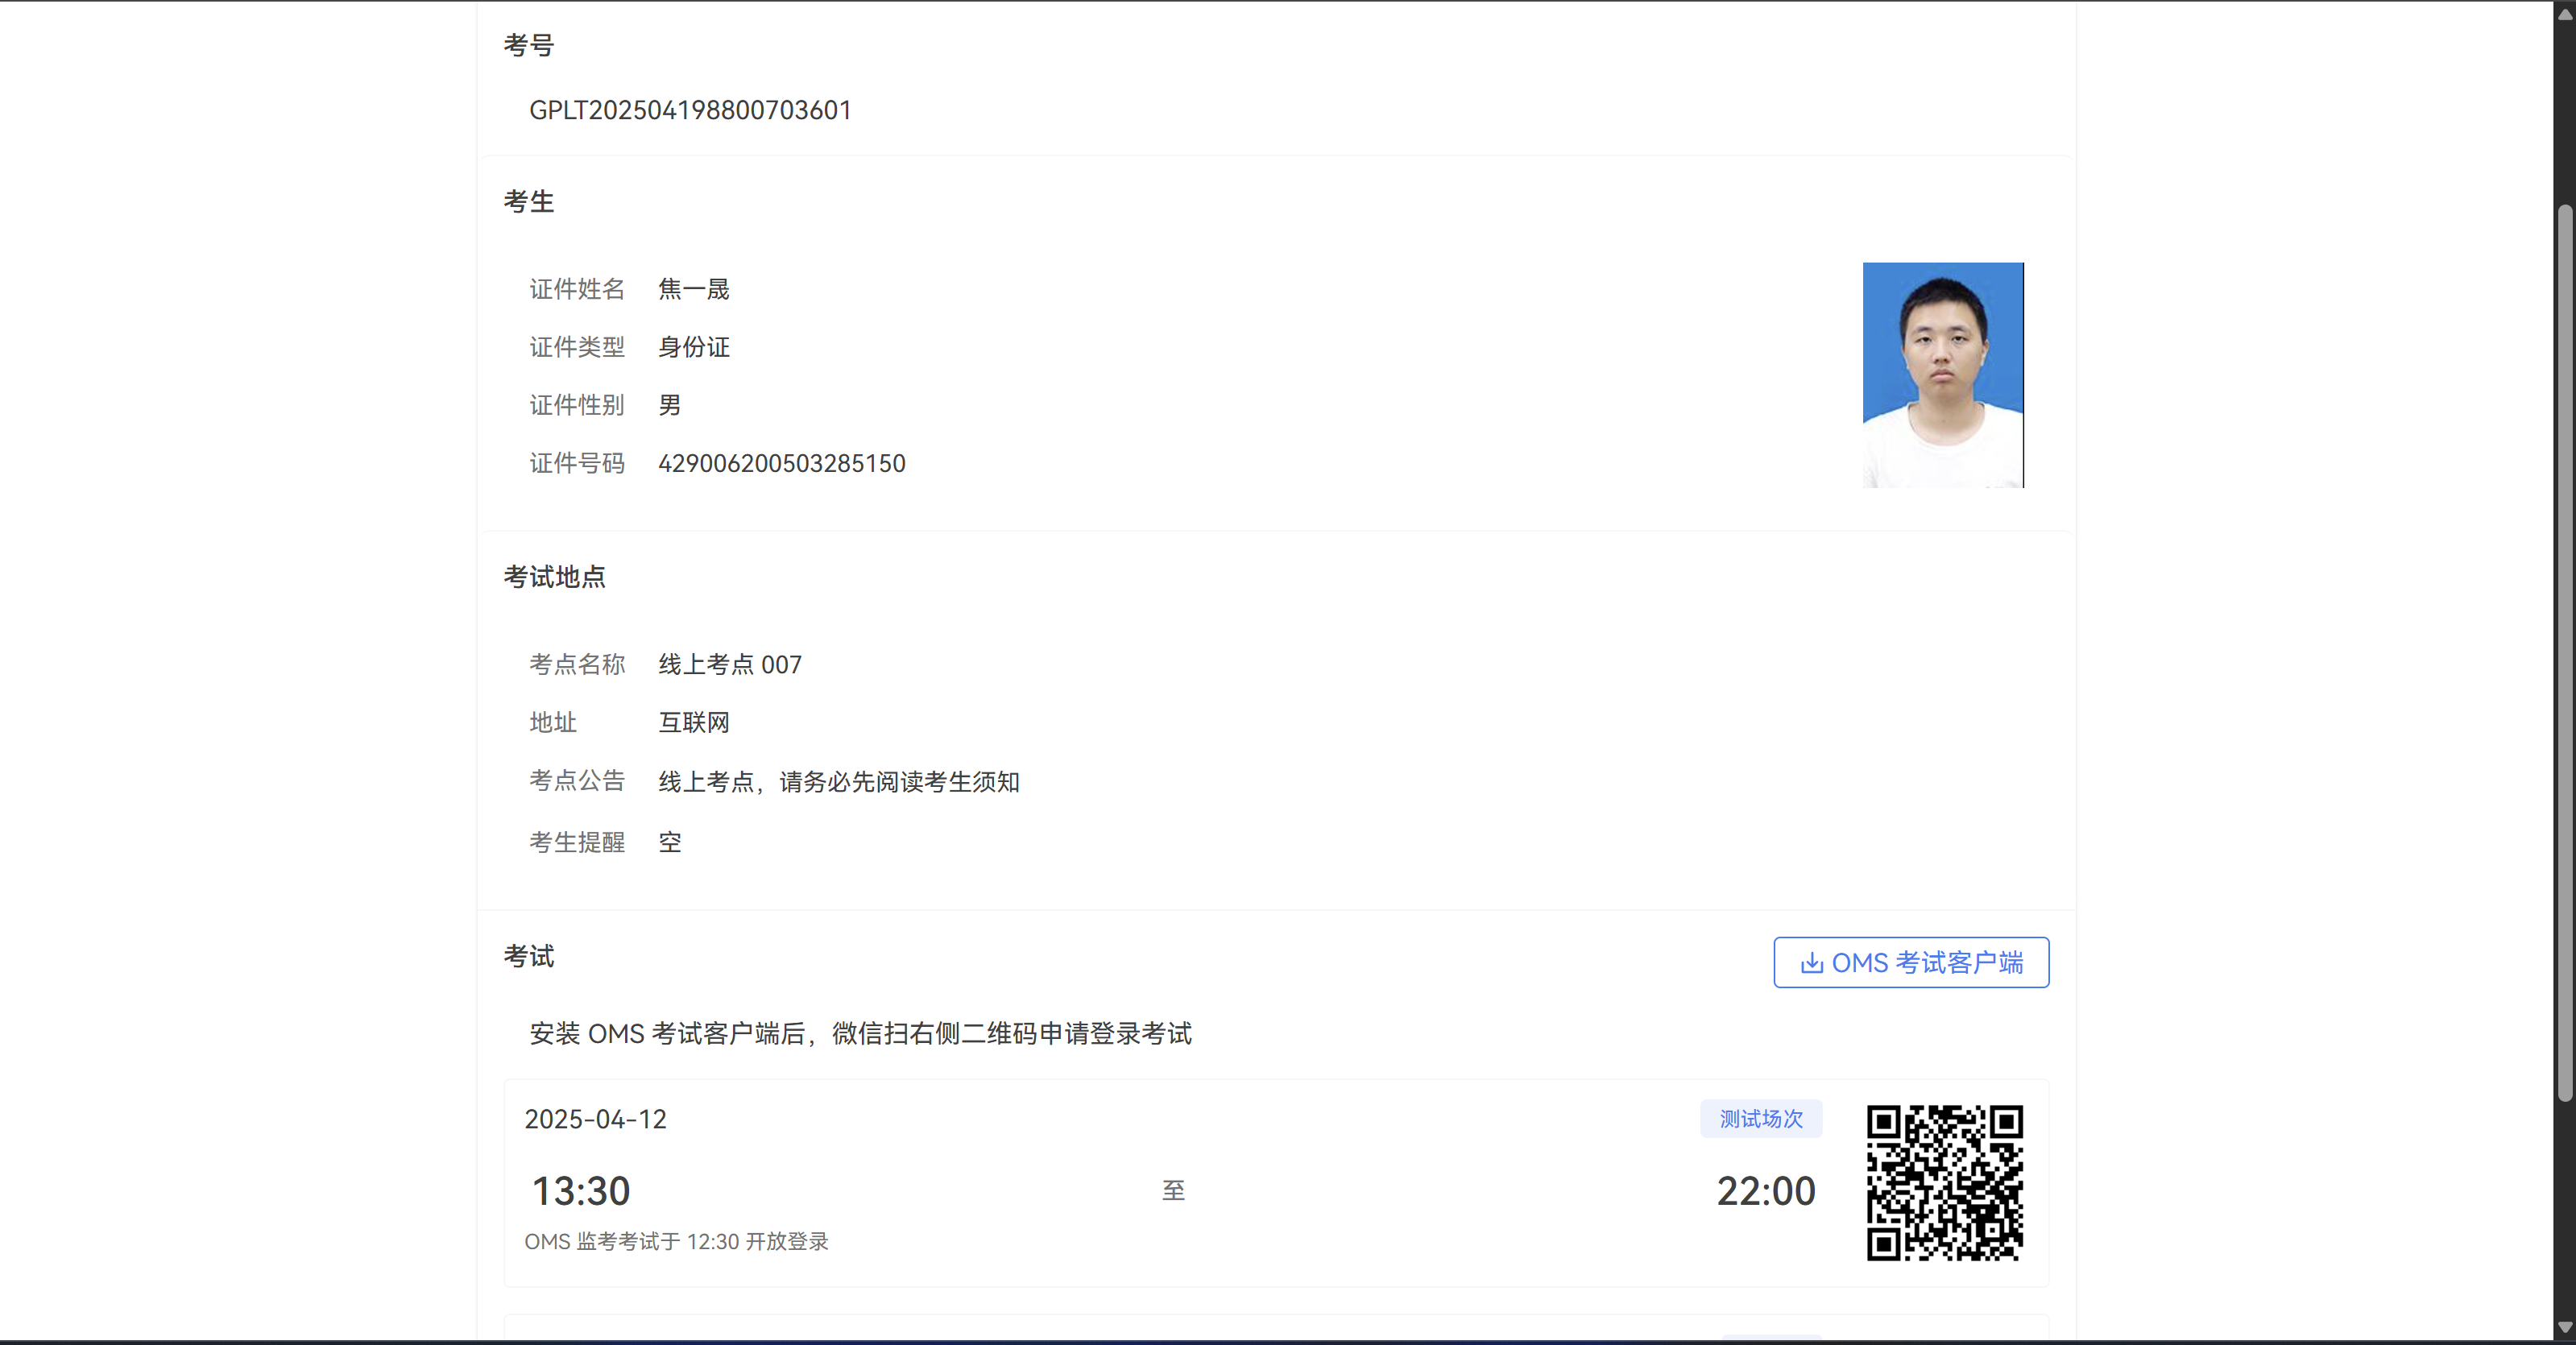 考号
GPLT202504198800703601
考生
证件姓名 焦一晟
证件类型 身份证
证件性别 男
证件号码 429006200503285150
考试地点
考点名称 线上考点 007
地址 互联网
考点公告 线上考点，请务必先阅读考生须知
考生提醒 空
考试
OMS 考试客户端
安装 OMS 考试客户端后，微信扫右侧二维码申请登录考试
2025-04-12 测试场次
13:30 至 22:00
OMS 监考考试于 12:30 开放登录